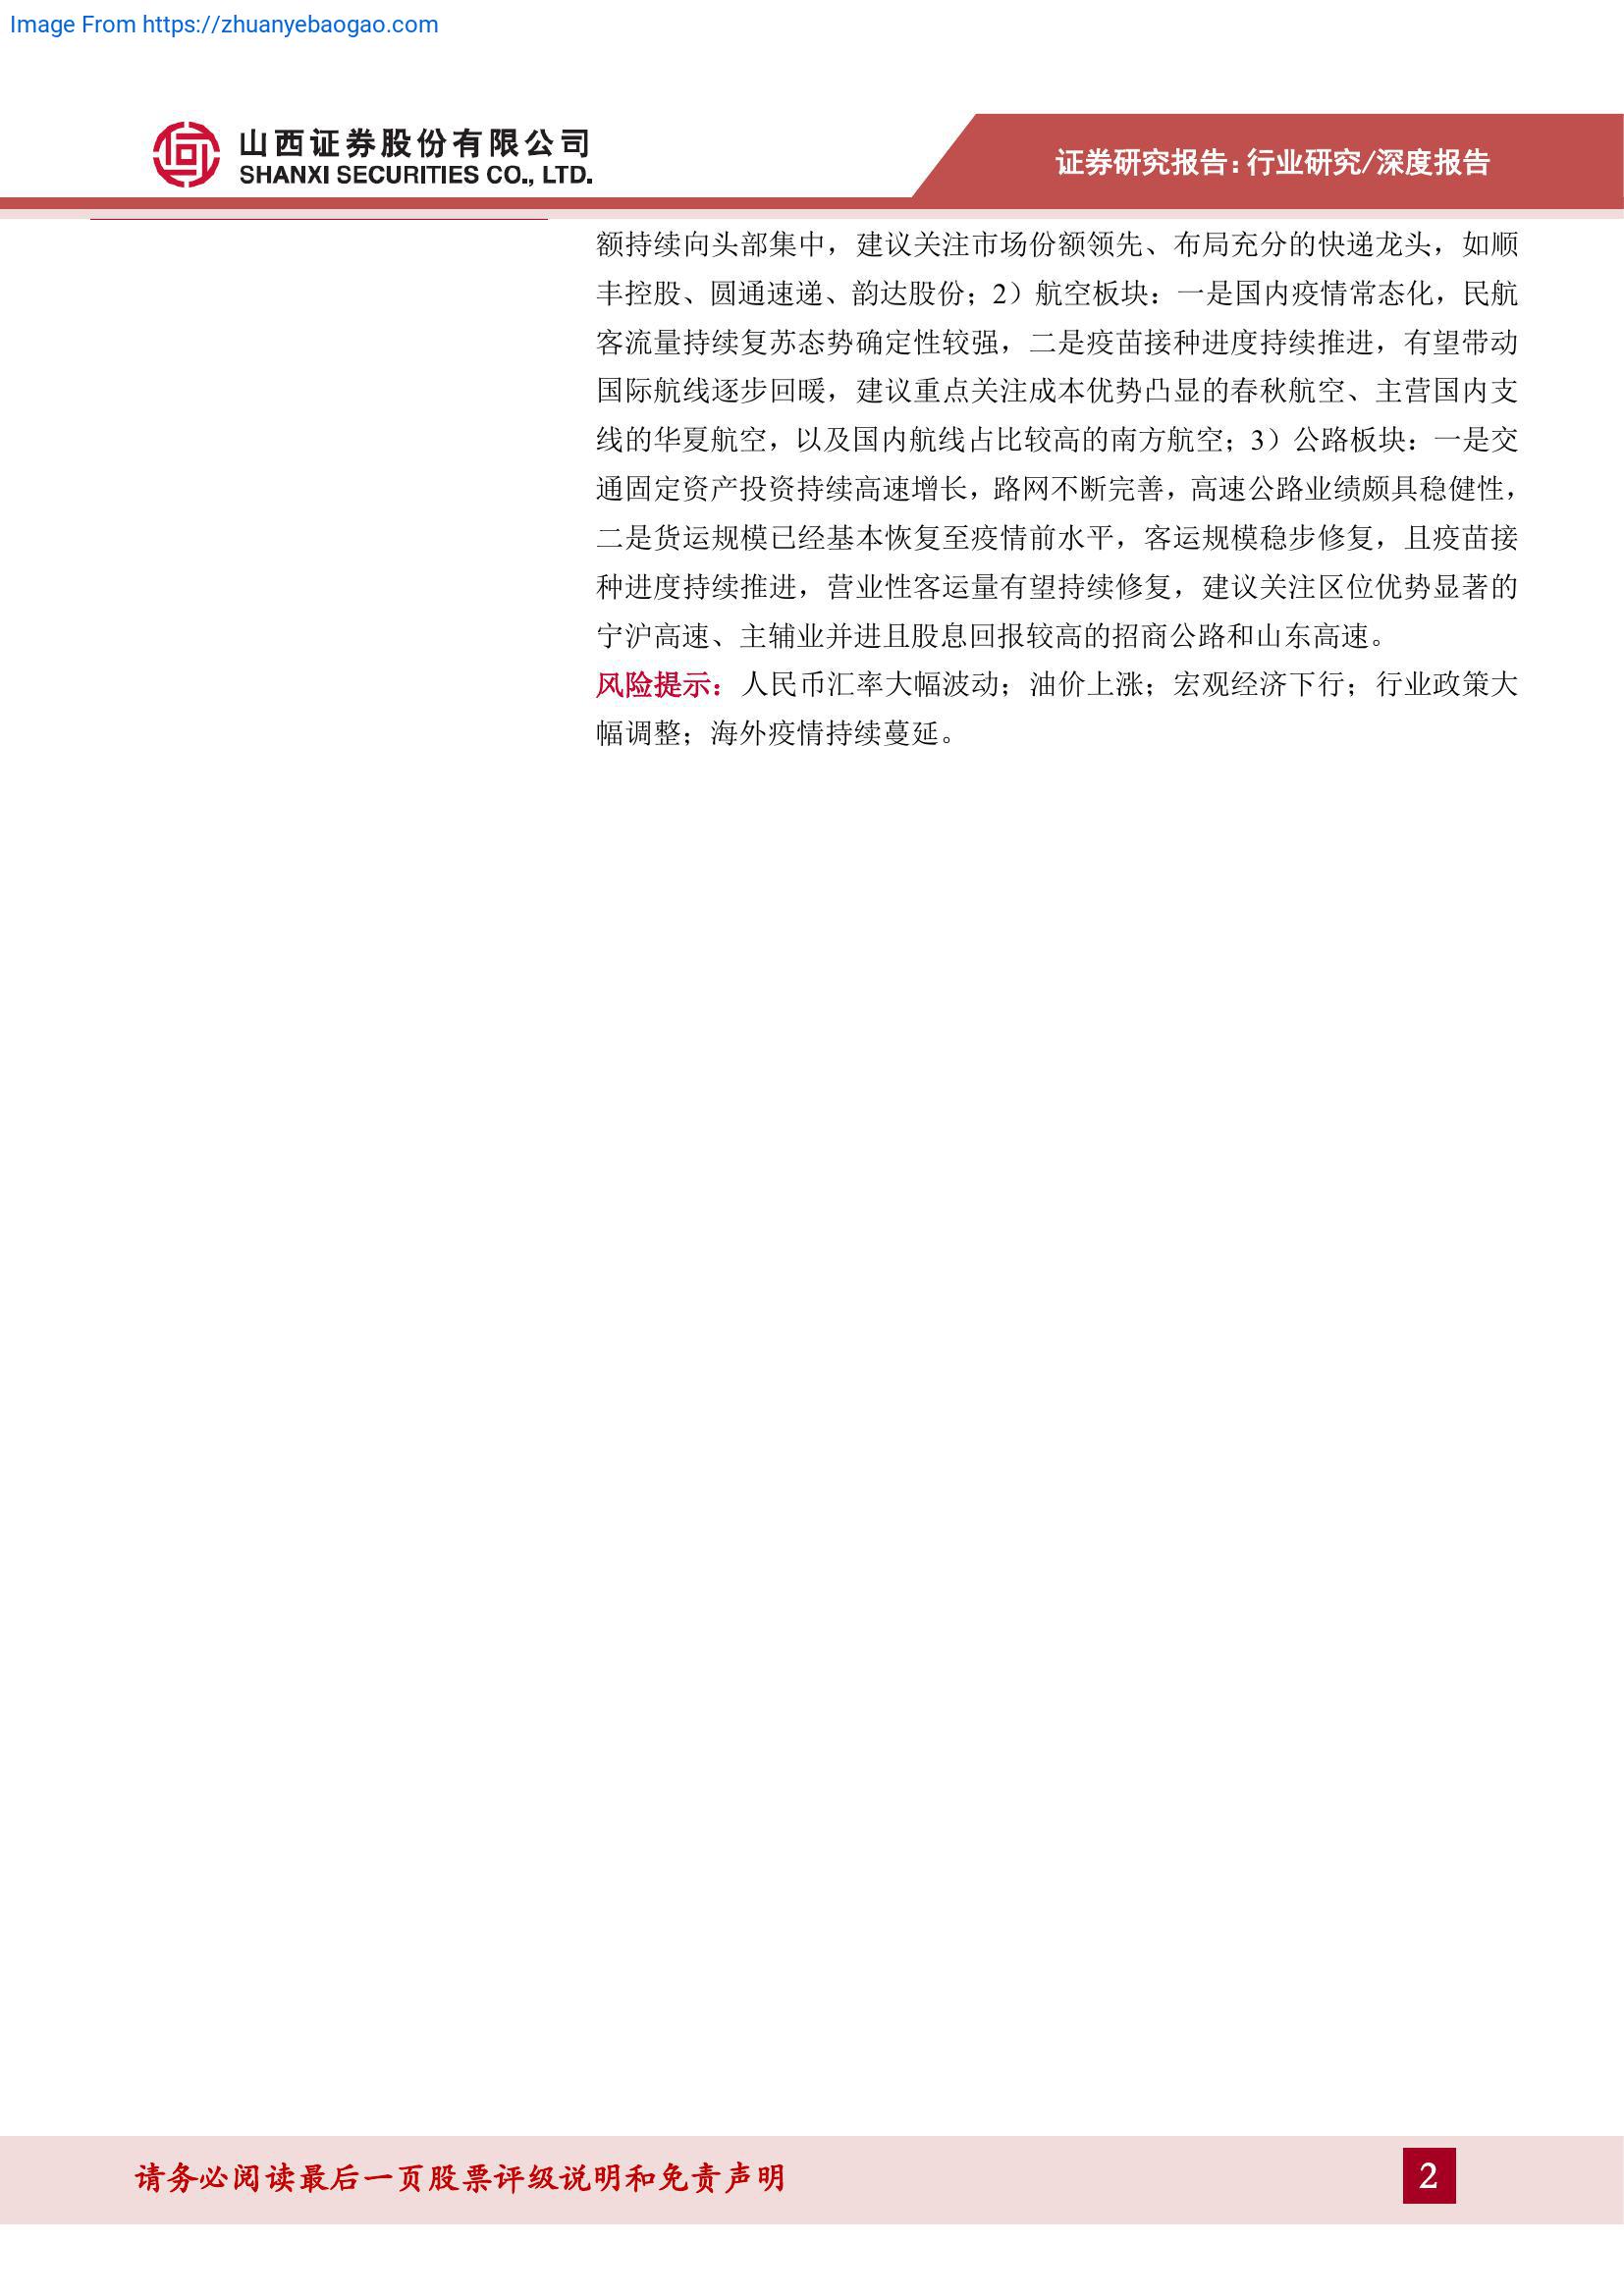 Image From https://zhuanyebaogao.com
山西证券股份有限公司
SHANXI SECURITIES CO., LTD.
证券研究报告：行业研究/深度报告
额持续向头部集中，建议关注市场份额领先、布局充分的快递龙头，如顺
丰控股、圆通速递、韵达股份；2）航空板块：一是国内疫情常态化，民航
客流量持续复苏态势确定性较强，二是疫苗接种进度持续推进，有望带动
国际航线逐步回暖，建议重点关注成本优势凸显的春秋航空、主营国内支
线的华夏航空，以及国内航线占比较高的南方航空；3）公路板块：一是交
通固定资产投资持续高速增长，路网不断完善，高速公路业绩颇具稳健性，
二是货运规模已经基本恢复至疫情前水平，客运规模稳步修复，且疫苗接
种进度持续推进，营业性客运量有望持续修复，建议关注区位优势显著的
宁沪高速、主辅业并进且股息回报较高的招商公路和山东高速。
风险提示：人民币汇率大幅波动；油价上涨；宏观经济下行；行业政策大
幅调整；海外疫情持续蔓延。
请务必阅读最后一页股票评级说明和免责声明
2